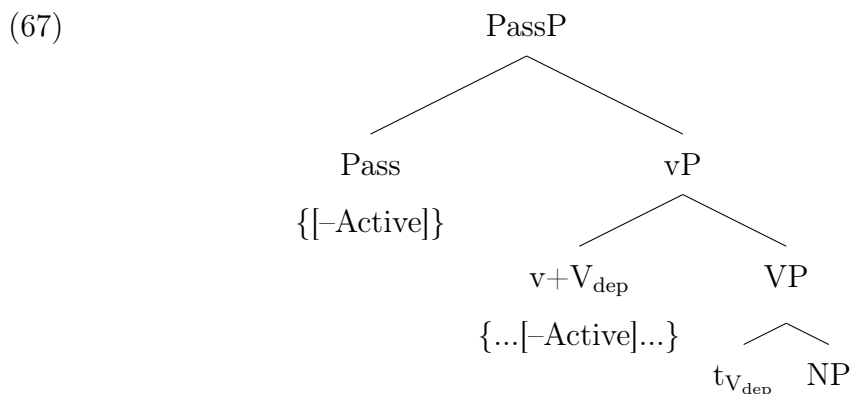 (67) PassP
Pass vP
{[–Active]}
v+V_dep VP
{...[–Active]...}
t_V_dep NP